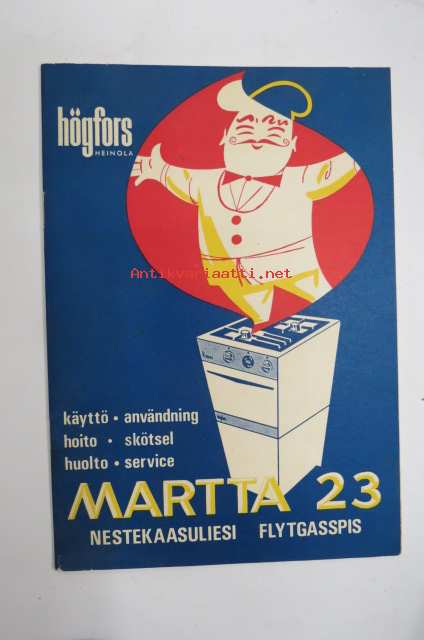 högfors
HEINOLA
Antikvariaatti.net
käyttö • användning
hoito • skötsel
huolto • service
MARTTA 23
NESTEKAASULIESI FLYTGASSPIS